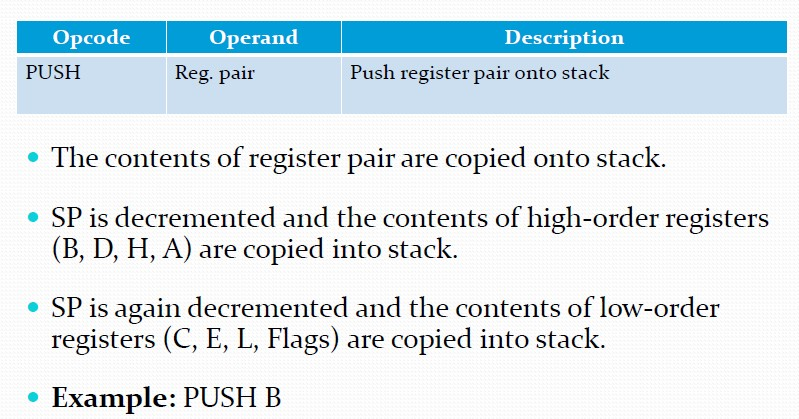 Opcode Operand Description
PUSH Reg. pair Push register pair onto stack
• The contents of register pair are copied onto stack.
• SP is decremented and the contents of high-order registers
(B, D, H, A) are copied into stack.
• SP is again decremented and the contents of low-order
registers (C, E, L, Flags) are copied into stack.
• Example: PUSH B